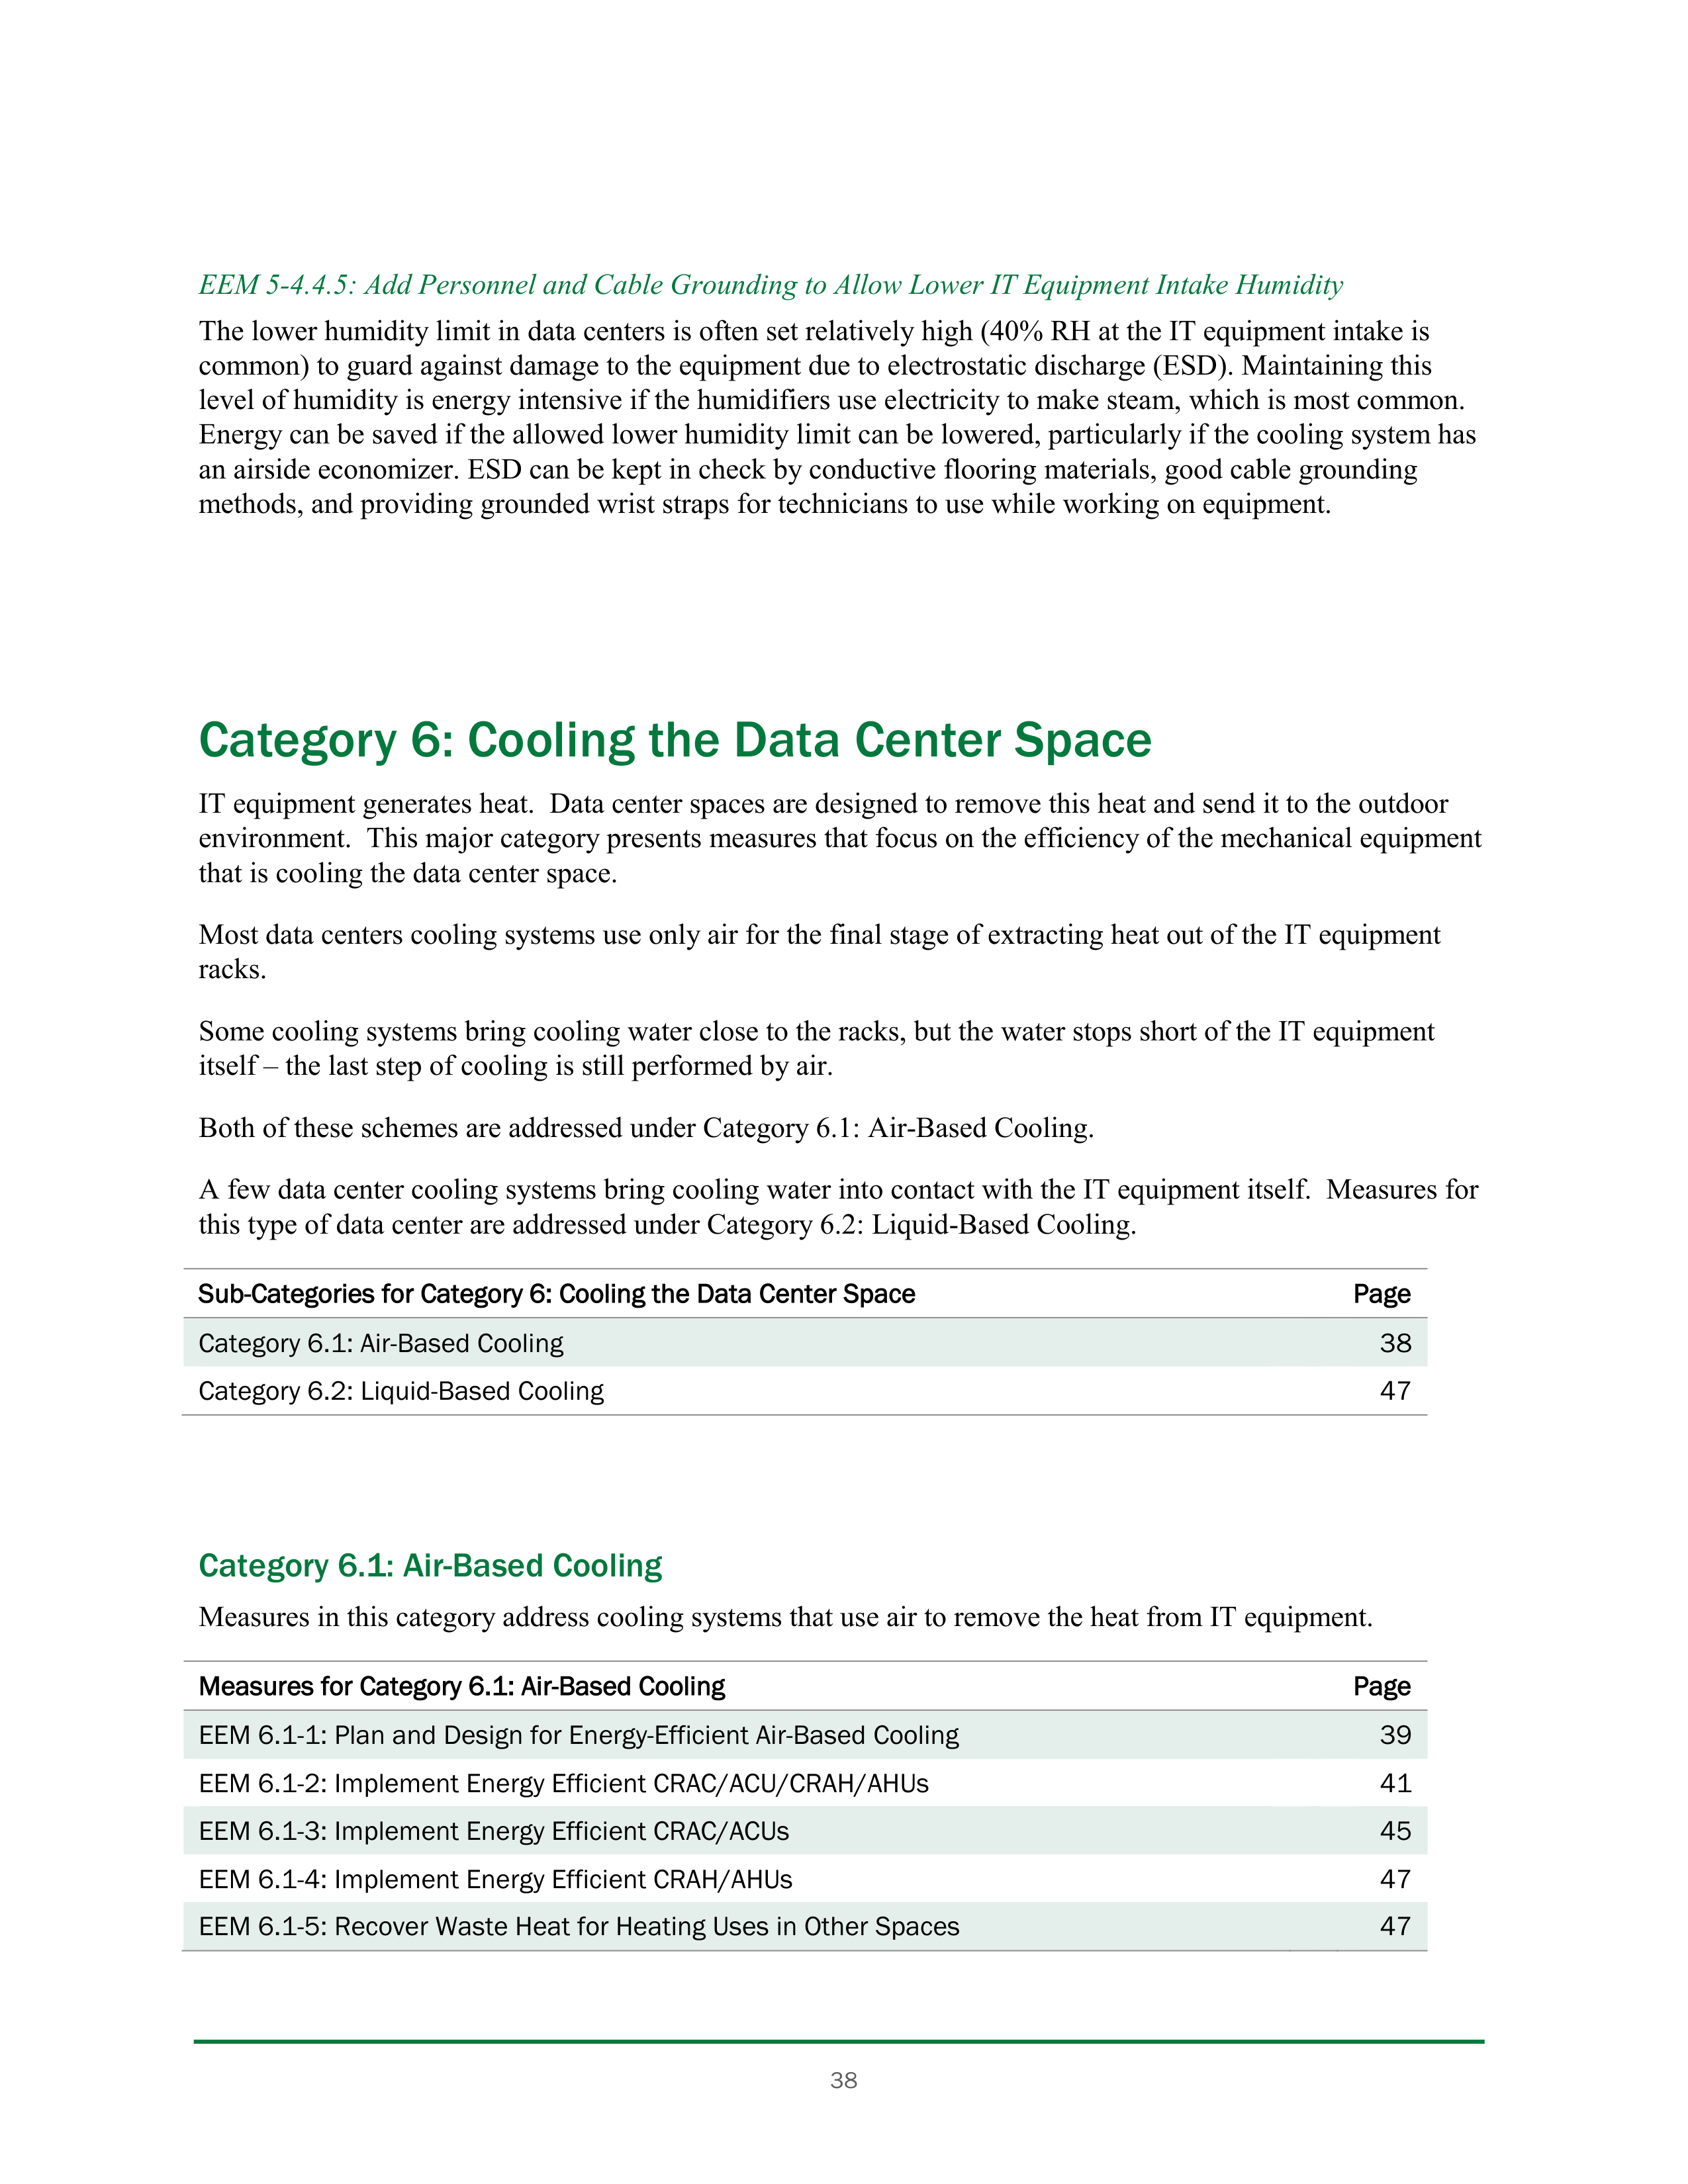 EEM 5-4.4.5: Add Personnel and Cable Grounding to Allow Lower IT Equipment Intake Humidity
The lower humidity limit in data centers is often set relatively high (40% RH at the IT equipment intake is
common) to guard against damage to the equipment due to electrostatic discharge (ESD). Maintaining this
level of humidity is energy intensive if the humidifiers use electricity to make steam, which is most common.
Energy can be saved if the allowed lower humidity limit can be lowered, particularly if the cooling system has
an airside economizer. ESD can be kept in check by conductive flooring materials, good cable grounding
methods, and providing grounded wrist straps for technicians to use while working on equipment.
Category 6: Cooling the Data Center Space
IT equipment generates heat.  Data center spaces are designed to remove this heat and send it to the outdoor
environment.  This major category presents measures that focus on the efficiency of the mechanical equipment
that is cooling the data center space.
Most data centers cooling systems use only air for the final stage of extracting heat out of the IT equipment
racks.
Some cooling systems bring cooling water close to the racks, but the water stops short of the IT equipment
itself – the last step of cooling is still performed by air.
Both of these schemes are addressed under Category 6.1: Air-Based Cooling.
A few data center cooling systems bring cooling water into contact with the IT equipment itself.  Measures for
this type of data center are addressed under Category 6.2: Liquid-Based Cooling.
Sub-Categories for Category 6: Cooling the Data Center Space Page
Category 6.1: Air-Based Cooling 38
Category 6.2: Liquid-Based Cooling 47
Category 6.1: Air-Based Cooling
Measures in this category address cooling systems that use air to remove the heat from IT equipment.
Measures for Category 6.1: Air-Based Cooling Page
EEM 6.1-1: Plan and Design for Energy-Efficient Air-Based Cooling 39
EEM 6.1-2: Implement Energy Efficient CRAC/ACU/CRAH/AHUs 41
EEM 6.1-3: Implement Energy Efficient CRAC/ACUs 45
EEM 6.1-4: Implement Energy Efficient CRAH/AHUs 47
EEM 6.1-5: Recover Waste Heat for Heating Uses in Other Spaces 47
38